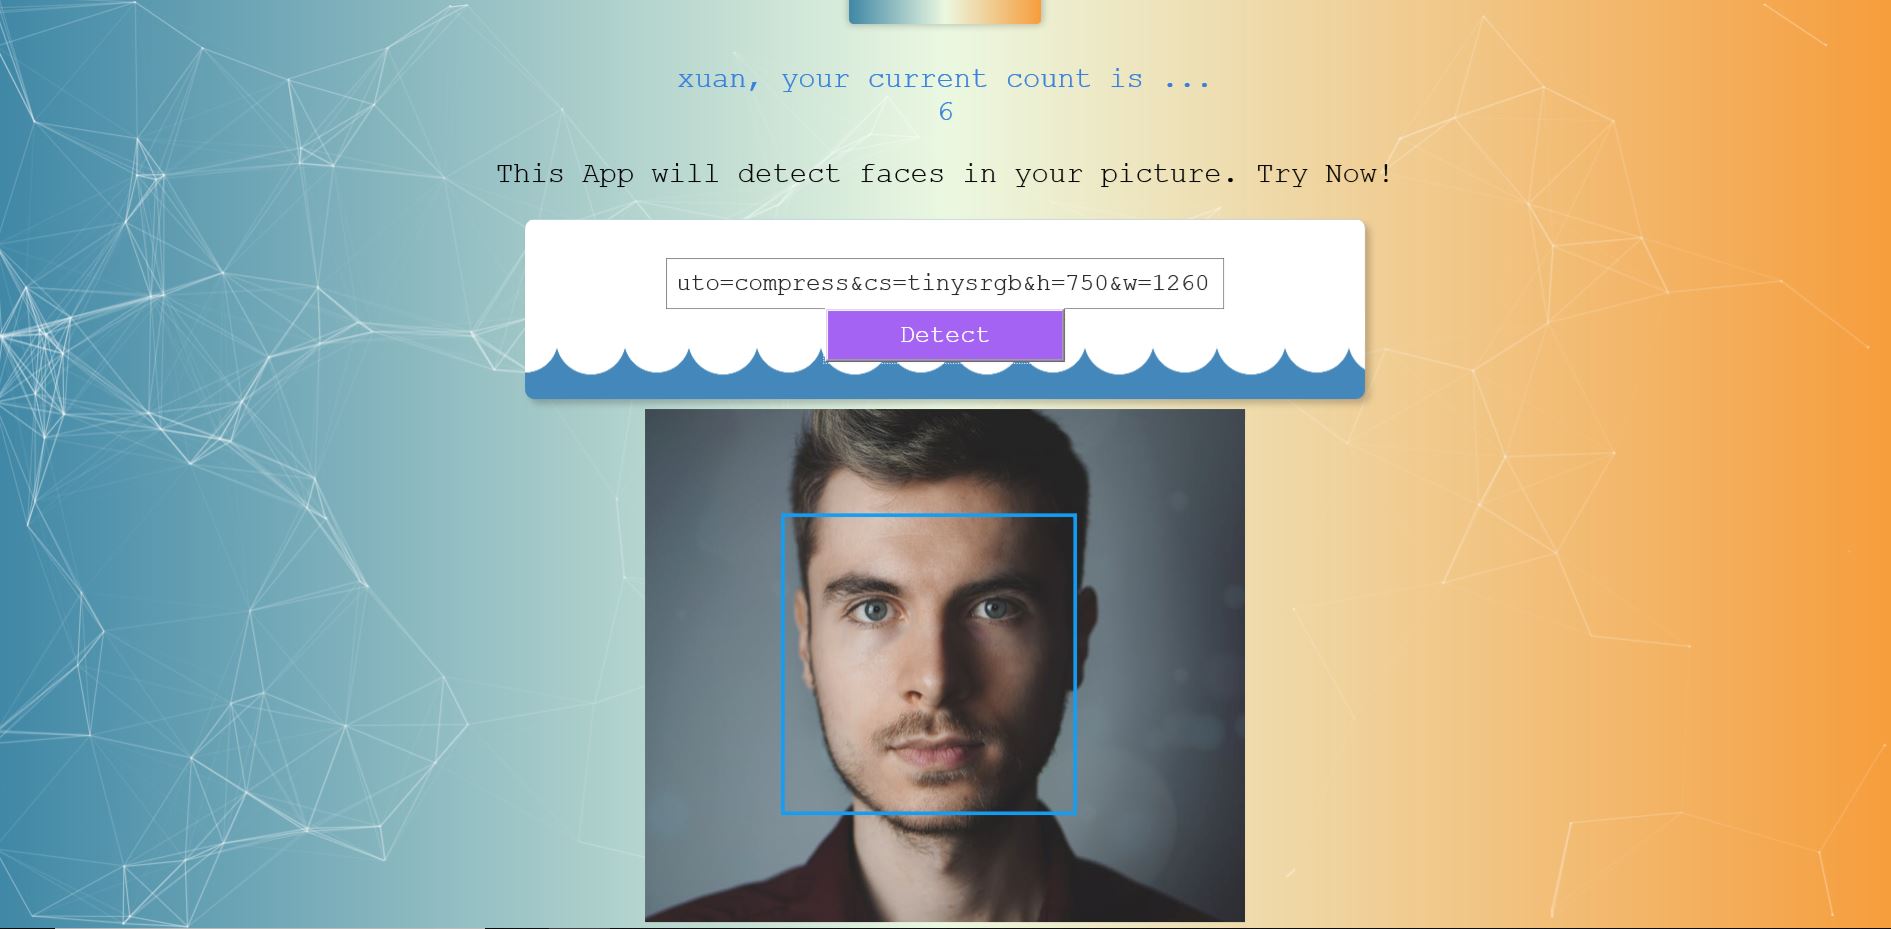 xuan, your current count is ...
6
This App will detect faces in your picture. Try Now!
uto=compress&cs=tinysrgb&h=750&w=1260
Detect